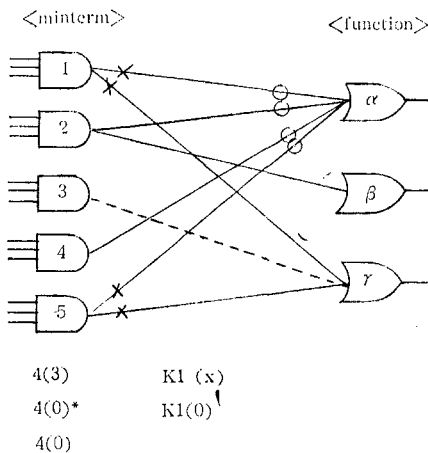 <minterm> <function>
1
α
2
β
3
4
γ
5
4(3) K1 (x)
4(0)* K1(0)
4(0)